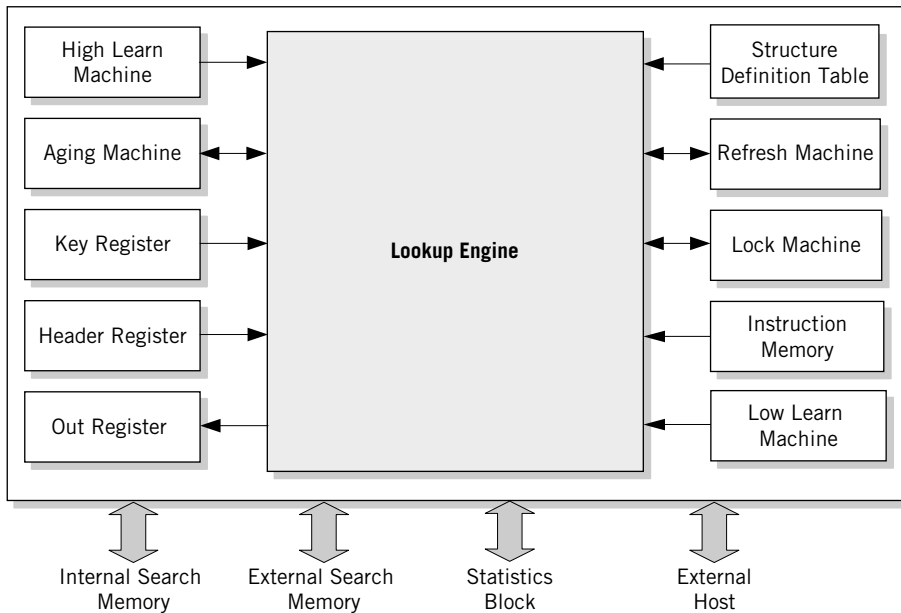 High Learn
Machine
Aging Machine
Key Register
Header Register
Out Register
Lookup Engine
Structure
Definition Table
Refresh Machine
Lock Machine
Instruction
Memory
Low Learn
Machine
Internal Search
Memory
External Search
Memory
Statistics
Block
External
Host